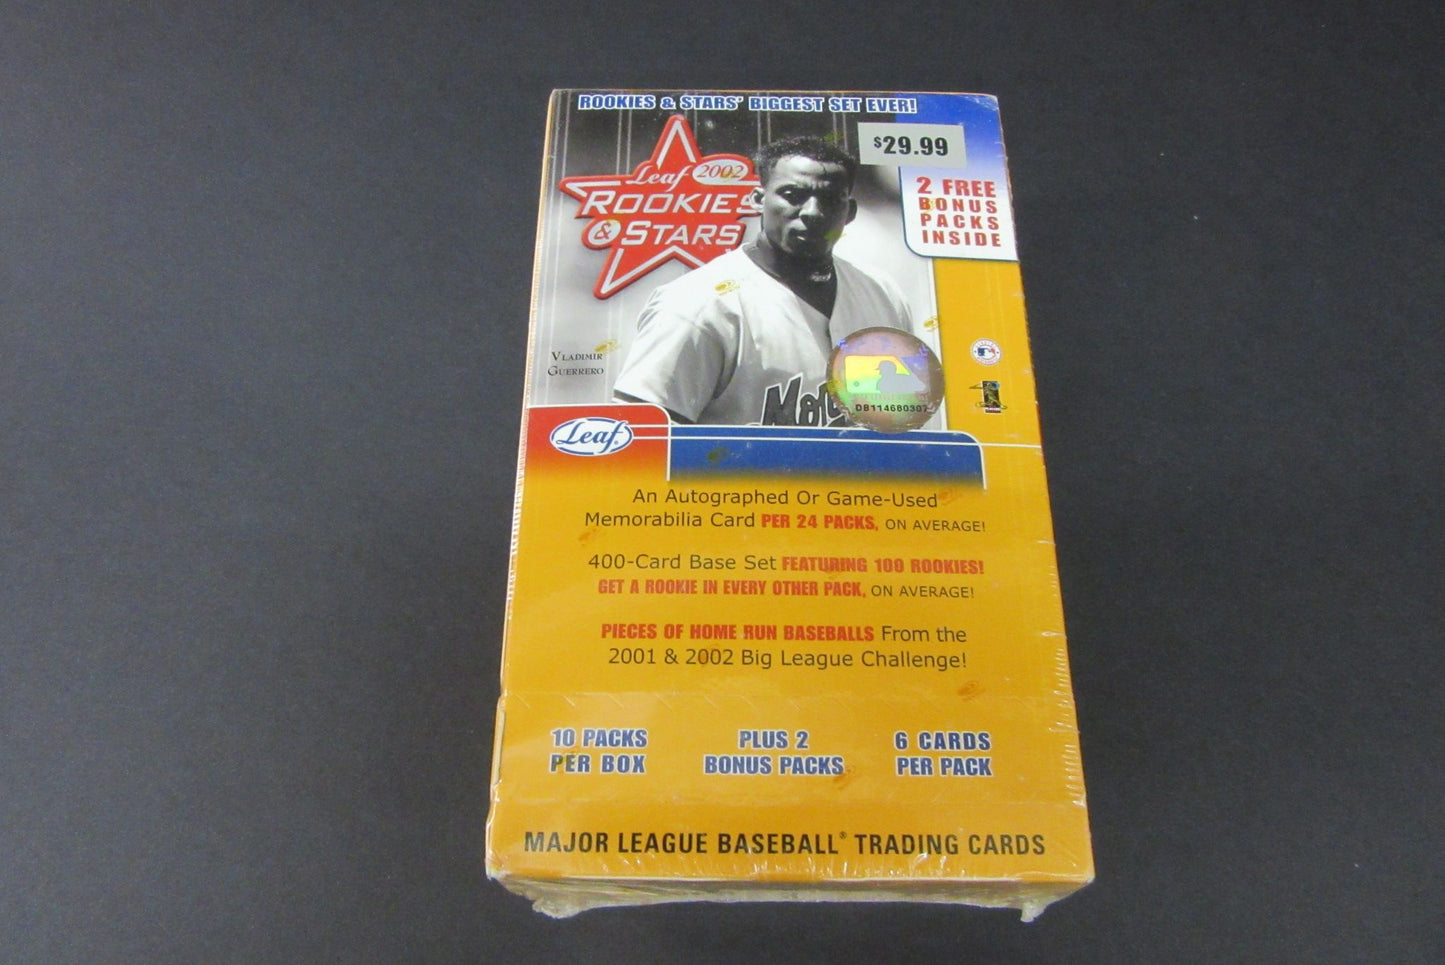 ROOKIES & STARS' BIGGEST SET EVER!
$29.99
Leaf 2002
ROOKIES
& STARS
2 FREE
BONUS
PACKS
INSIDE
VLADIMIR
GUERRERO
DB114680307
Leaf
An Autographed Or Game-Used
Memorabilia Card PER 24 PACKS, ON AVERAGE!
400-Card Base Set FEATURING 100 ROOKIES!
GET A ROOKIE IN EVERY OTHER PACK, ON AVERAGE!
PIECES OF HOME RUN BASEBALLS From the
2001 & 2002 Big League Challenge!
10 PACKS
PER BOX
PLUS 2
BONUS PACKS
6 CARDS
PER PACK
MAJOR LEAGUE BASEBALL® TRADING CARDS